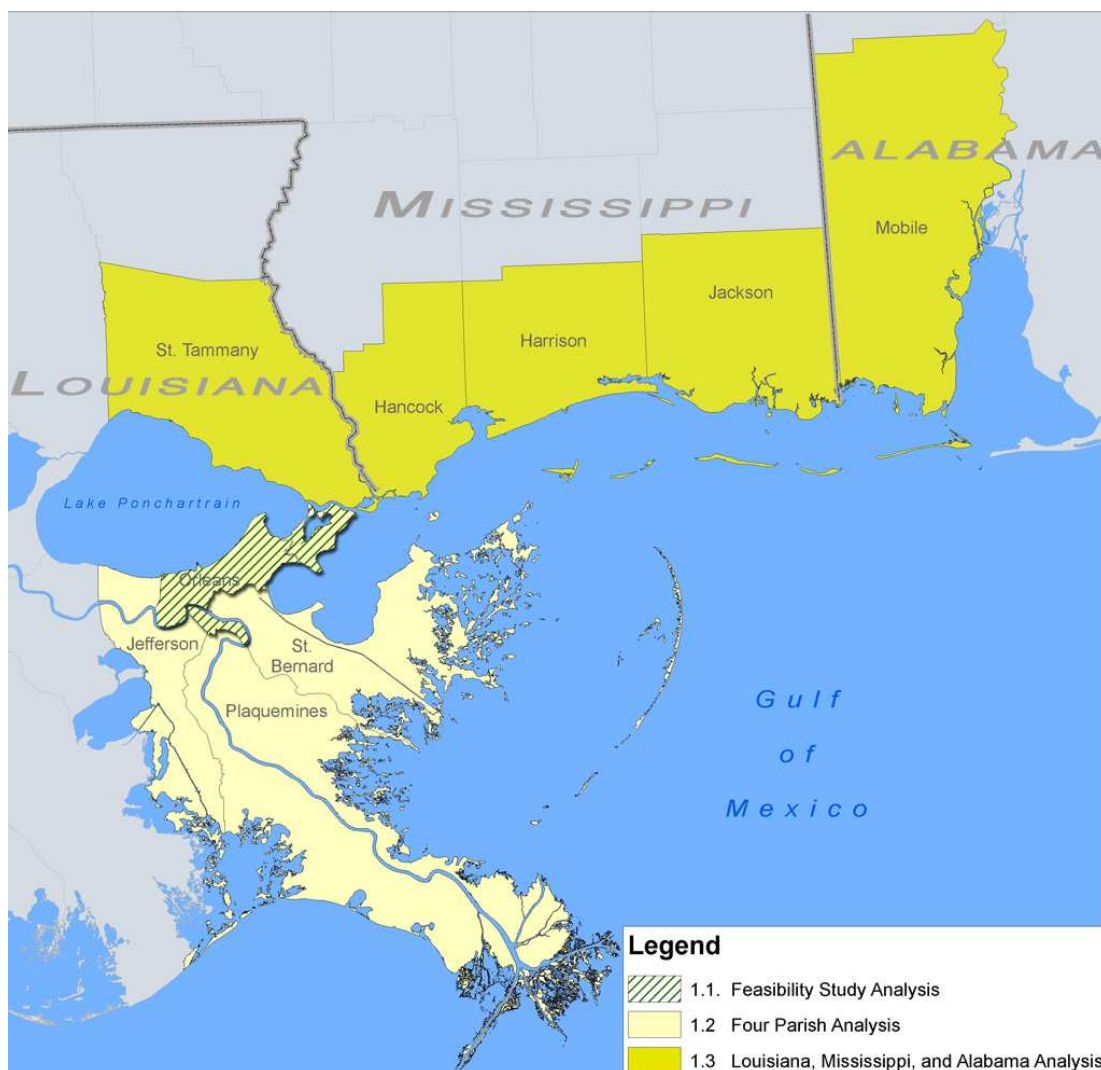 ALABAMA
MISSISSIPPI
Mobile
Jackson
Harrison
St. Tammany
LOUISIANA
Hancock
Lake Ponchartrain
Orleans
Jefferson
St.
Bernard
Plaquemines
Gulf
of
Mexico
Legend
1.1. Feasibility Study Analysis
1.2 Four Parish Analysis
1.3 Louisiana, Mississippi, and Alabama Analysis